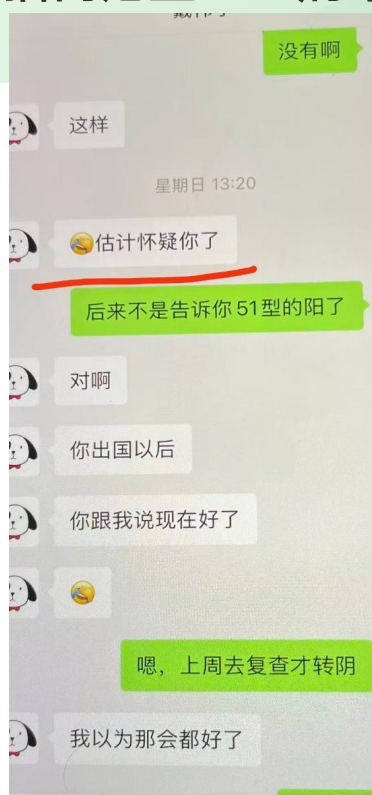 没有啊
这样
星期日 13:20
估计怀疑你了
后来不是告诉你51型的阳了
对啊
你出国以后
你跟我说现在好了
嗯，上周去复查才转阴
我以为那会都好了